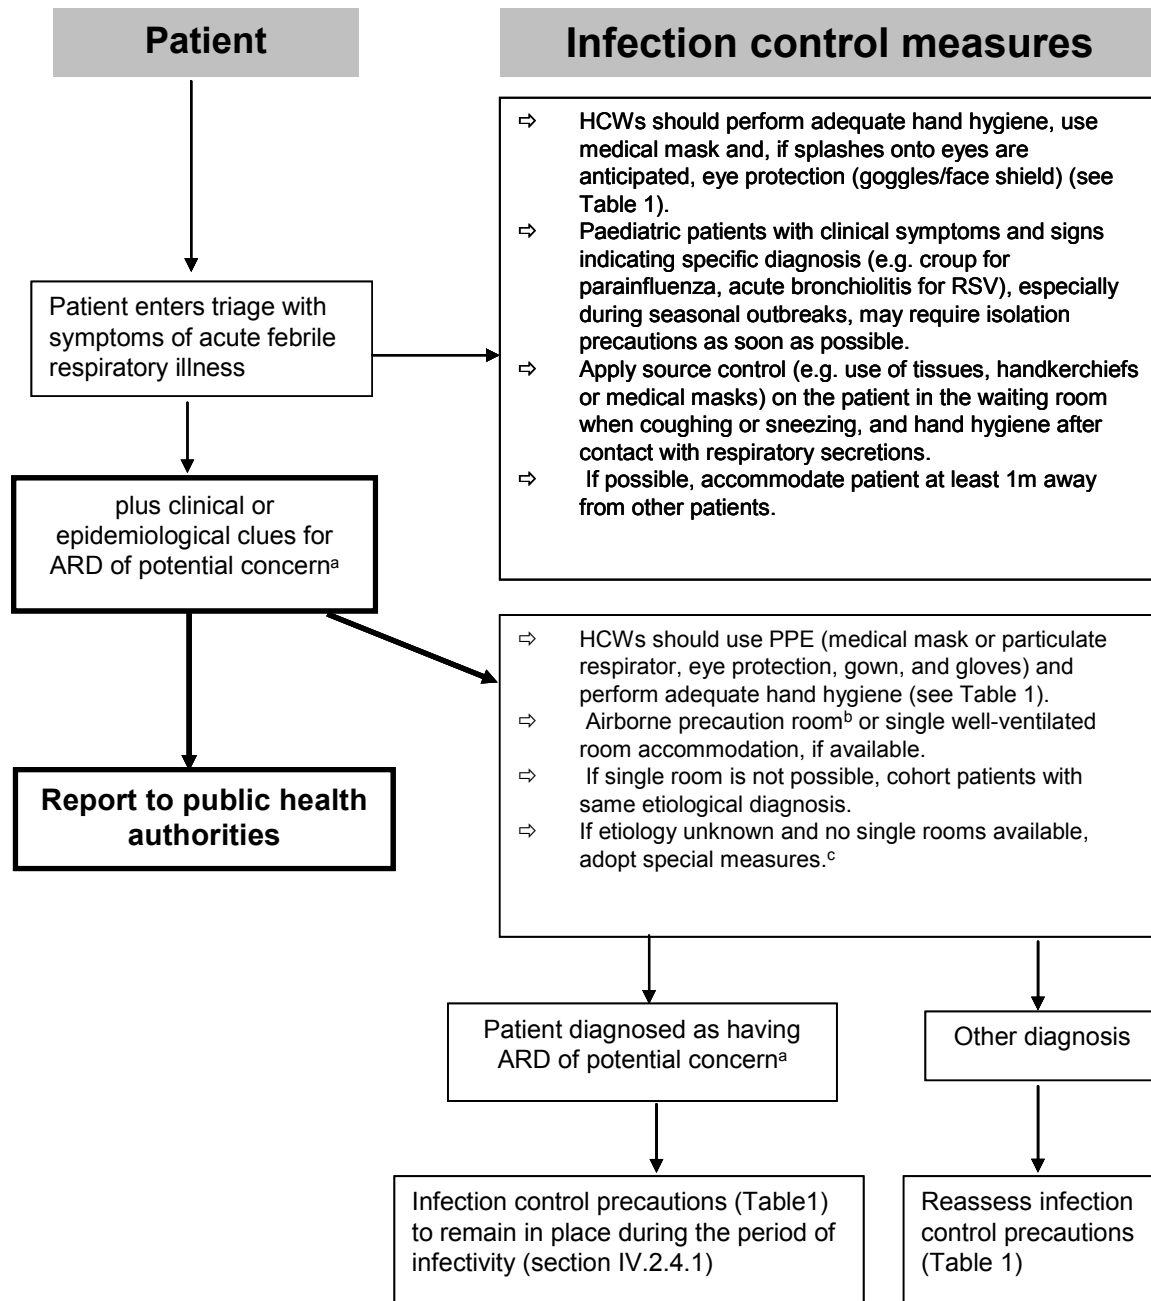 Patient
Infection control measures
⇨ HCWs should perform adequate hand hygiene, use
medical mask and, if splashes onto eyes are
anticipated, eye protection (goggles/face shield) (see
Table 1).
⇨ Paediatric patients with clinical symptoms and signs
indicating specific diagnosis (e.g. croup for
parainfluenza, acute bronchiolitis for RSV), especially
during seasonal outbreaks, may require isolation
precautions as soon as possible.
⇨ Apply source control (e.g. use of tissues, handkerchiefs
or medical masks) on the patient in the waiting room
when coughing or sneezing, and hand hygiene after
contact with respiratory secretions.
⇨ If possible, accommodate patient at least 1m away
from other patients.
Patient enters triage with
symptoms of acute febrile
respiratory illness
plus clinical or
epidemiological clues for
ARD of potential concernᵃ
Report to public health
authorities
⇨ HCWs should use PPE (medical mask or particulate
respirator, eye protection, gown, and gloves) and
perform adequate hand hygiene (see Table 1).
⇨ Airborne precaution roomᵇ or single well-ventilated
room accommodation, if available.
⇨ If single room is not possible, cohort patients with
same etiological diagnosis.
⇨ If etiology unknown and no single rooms available,
adopt special measures.ᶜ
Patient diagnosed as having
ARD of potential concernᵃ
Other diagnosis
Infection control precautions (Table1)
to remain in place during the period of
infectivity (section IV.2.4.1)
Reassess infection
control precautions
(Table 1)